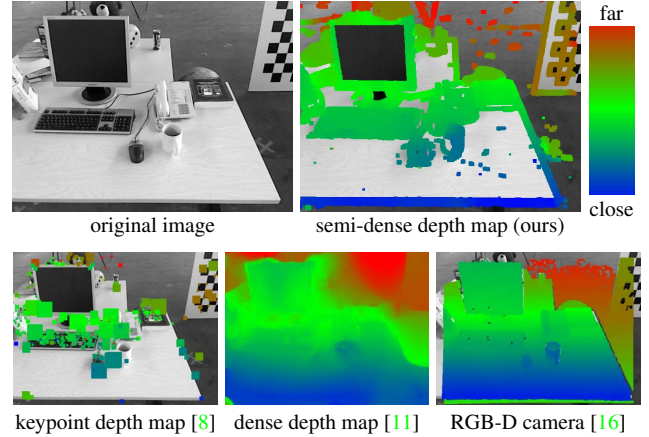 far
original image
semi-dense depth map (ours)
close
keypoint depth map [8]
dense depth map [11]
RGB-D camera [16]